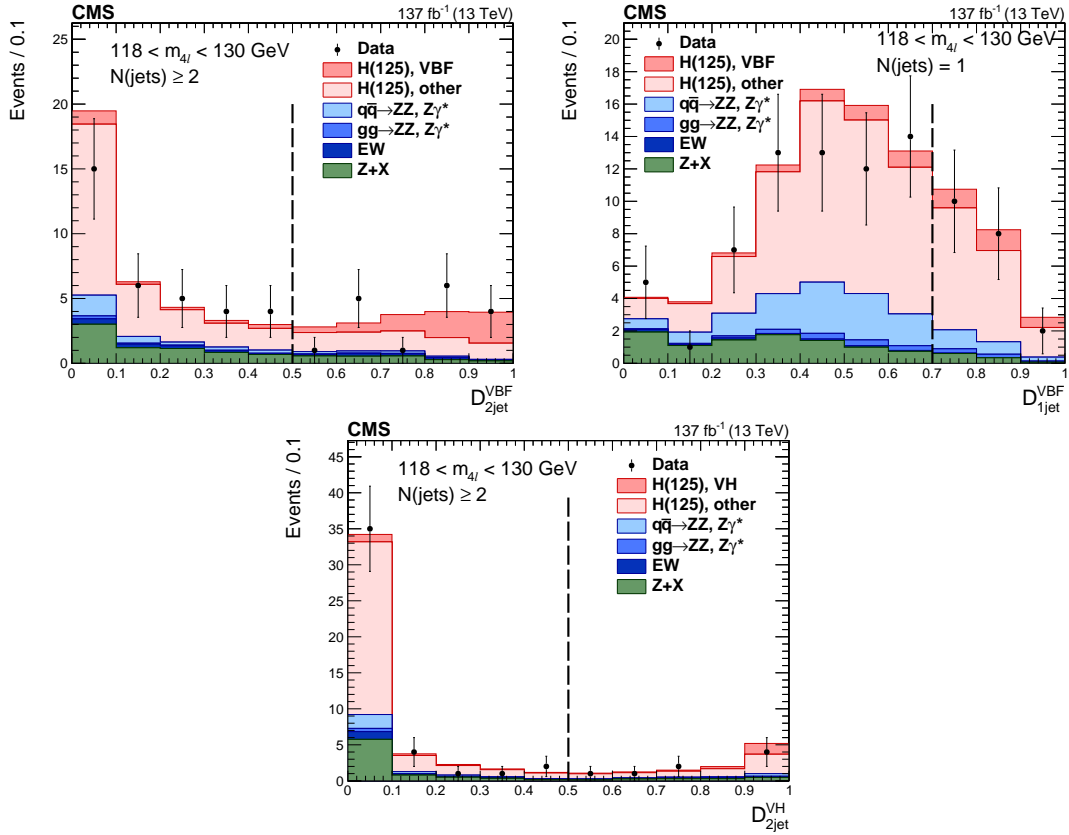 CMS
137 fb⁻¹ (13 TeV)
Events / 0.1
25
20
15
10
5
0
118 < m4l < 130 GeV
N(jets) ≥ 2
Data
H(125), VBF
H(125), other
qq̅→ZZ, Zγ*
gg→ZZ, Zγ*
EW
Z+X
0 0.1 0.2 0.3 0.4 0.5 0.6 0.7 0.8 0.9 1
D2jet^VBF
CMS
137 fb⁻¹ (13 TeV)
Events / 0.1
20
18
16
14
12
10
8
6
4
2
0
118 < m4l < 130 GeV
N(jets) = 1
Data
H(125), VBF
H(125), other
qq̅→ZZ, Zγ*
gg→ZZ, Zγ*
EW
Z+X
0 0.1 0.2 0.3 0.4 0.5 0.6 0.7 0.8 0.9 1
D1jet^VBF
CMS
137 fb⁻¹ (13 TeV)
Events / 0.1
45
40
35
30
25
20
15
10
5
0
118 < m4l < 130 GeV
N(jets) ≥ 2
Data
H(125), VH
H(125), other
qq̅→ZZ, Zγ*
gg→ZZ, Zγ*
EW
Z+X
0 0.1 0.2 0.3 0.4 0.5 0.6 0.7 0.8 0.9 1
D2jet^VH